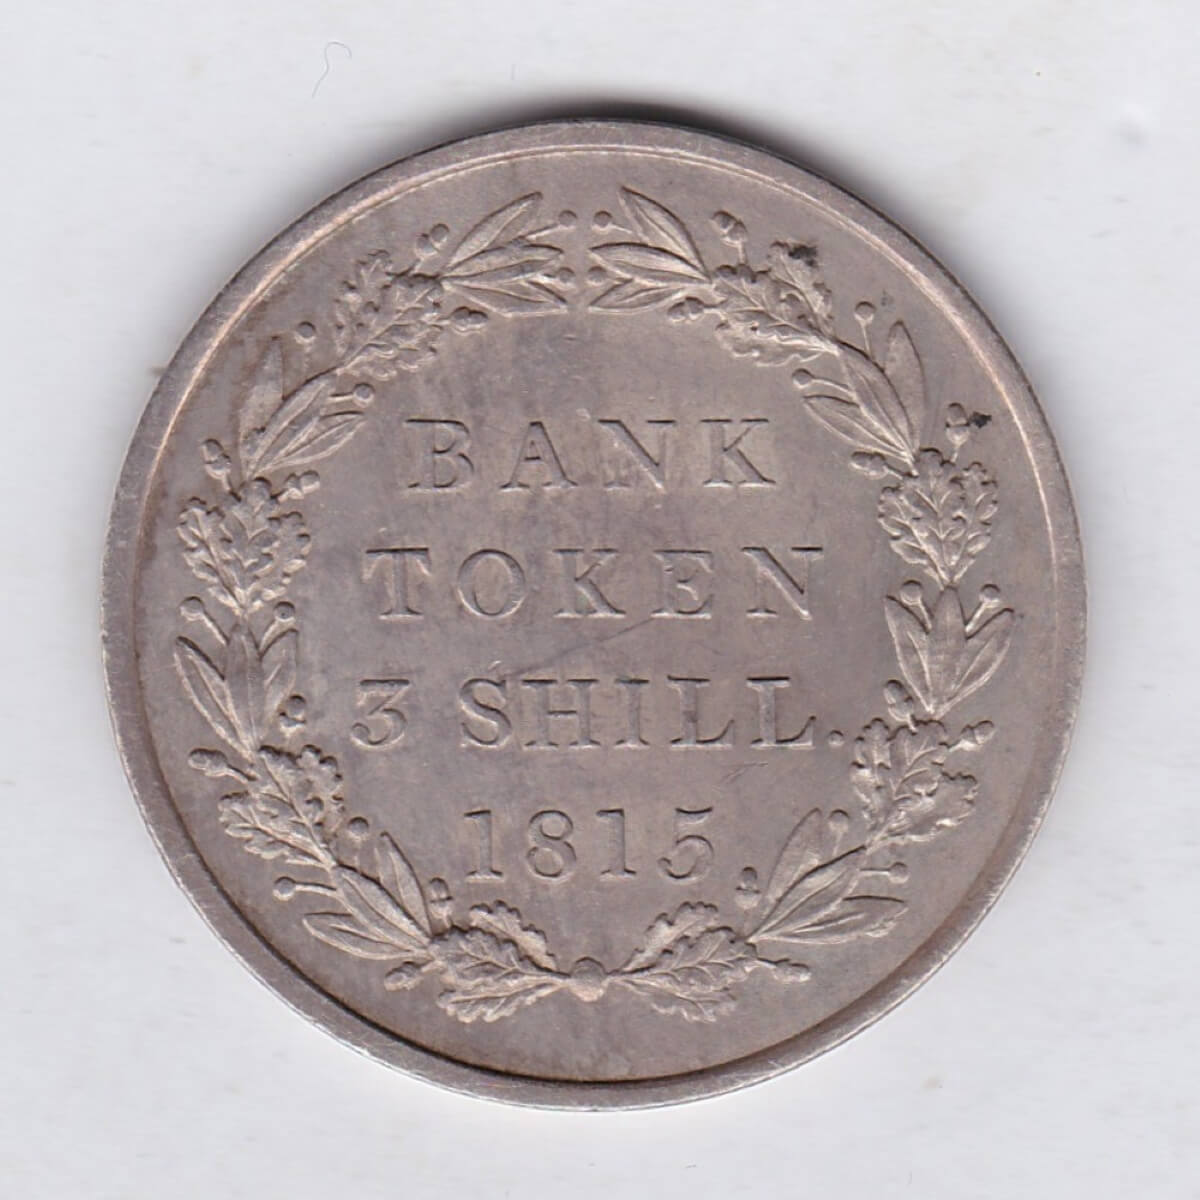 BANK
TOKEN
3 SHILL.
1815